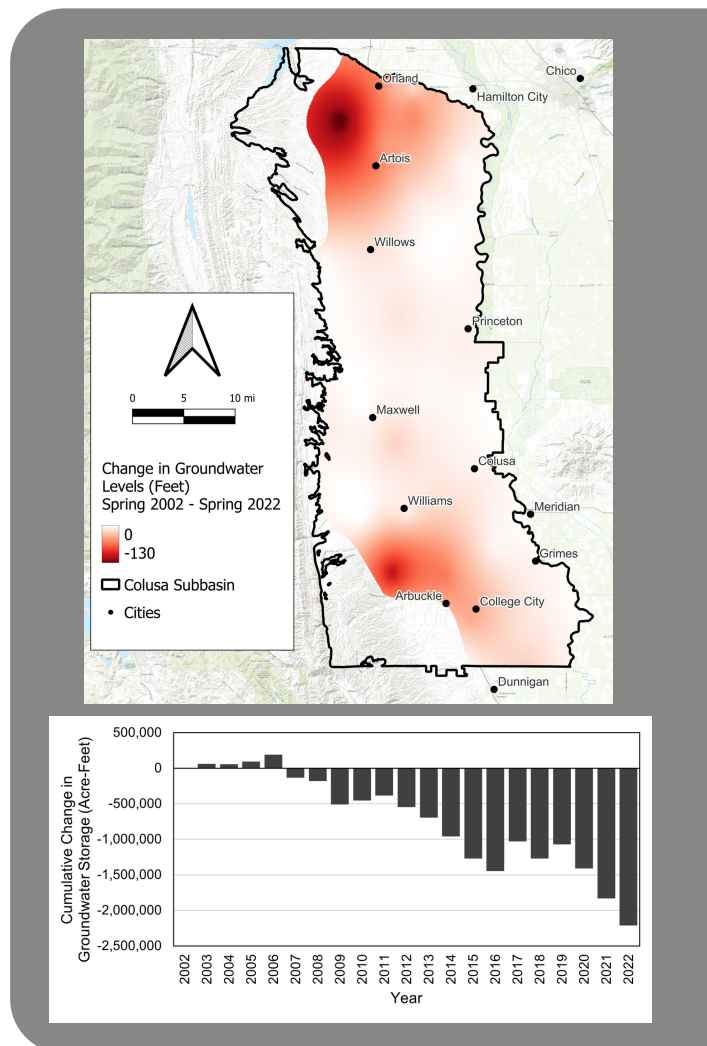 Chico
Orland
Hamilton City
Artois
Willows
Princeton
0 5 10 mi
Maxwell
Change in Groundwater
Levels (Feet)
Spring 2002 - Spring 2022
0
-130
Colusa Subbasin
Cities
Colusa
Williams
Meridian
Grimes
Arbuckle
College City
Dunnigan
Cumulative Change in
Groundwater Storage (Acre-Feet)
500,000
0
-500,000
-1,000,000
-1,500,000
-2,000,000
-2,500,000
2002 2003 2004 2005 2006 2007 2008 2009 2010 2011 2012 2013 2014 2015 2016 2017 2018 2019 2020 2021 2022
Year